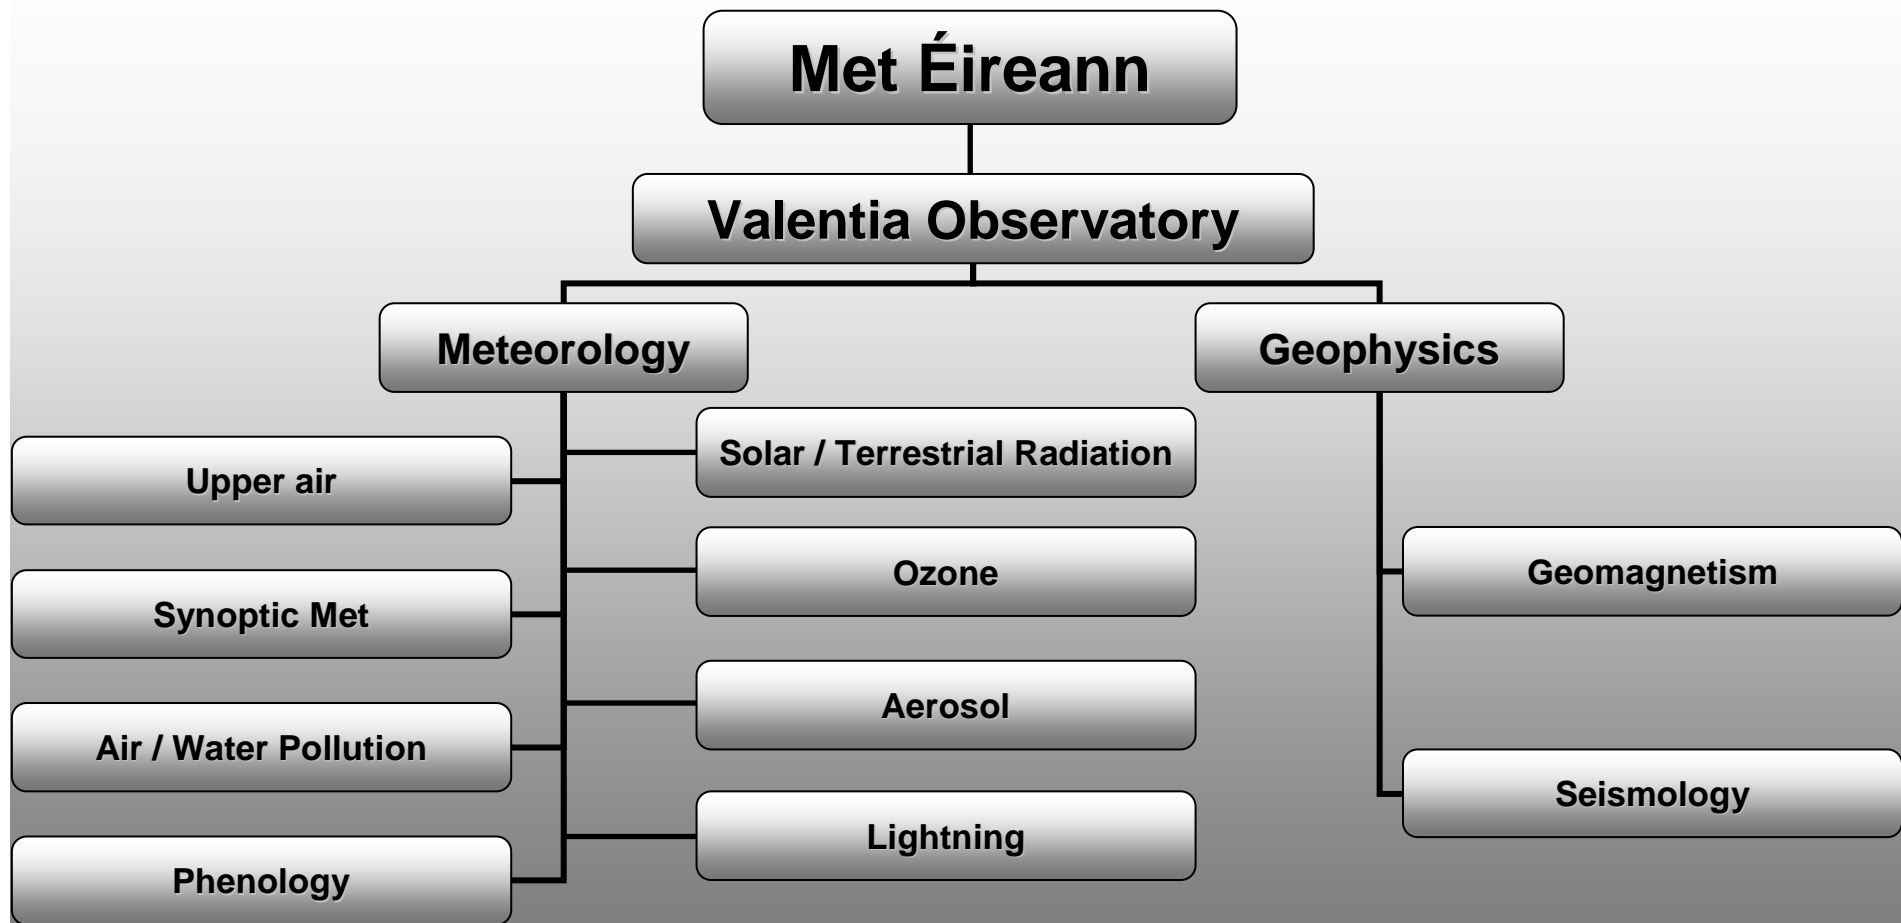 Met Éireann
Valentia Observatory
Meteorology
Geophysics
Upper air
Synoptic Met
Air / Water Pollution
Phenology
Solar / Terrestrial Radiation
Ozone
Aerosol
Lightning
Geomagnetism
Seismology